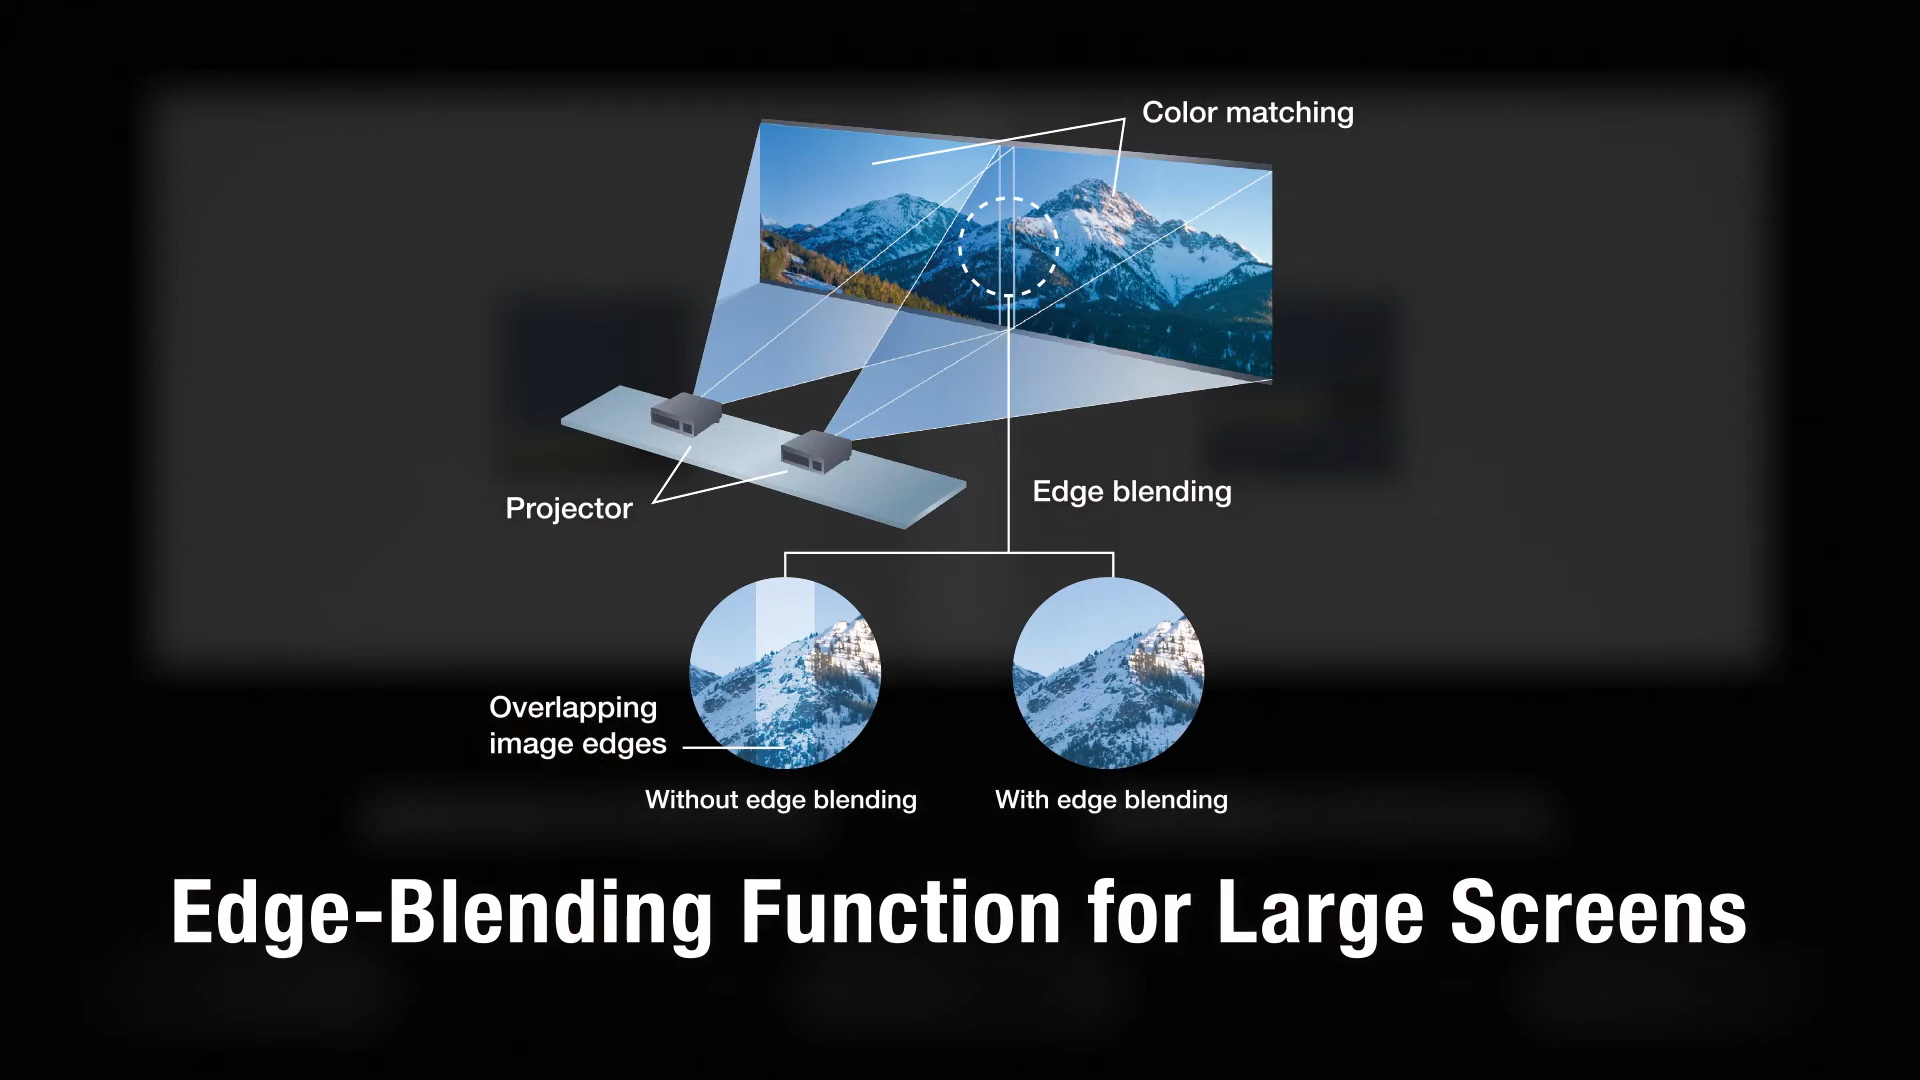 Color matching
Edge blending
Projector
Overlapping
image edges
Without edge blending
With edge blending
Edge-Blending Function for Large Screens